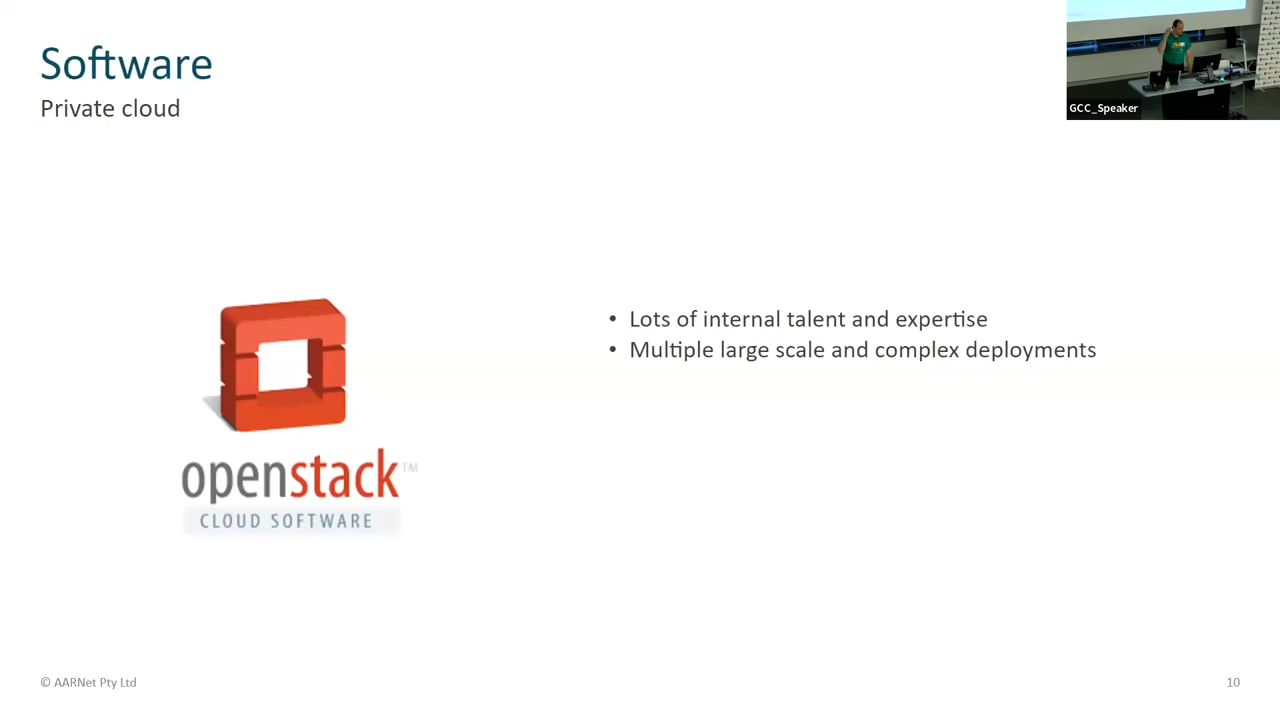 Software
Private cloud
GCC_Speaker
• Lots of internal talent and expertise
• Multiple large scale and complex deployments
openstack™
CLOUD SOFTWARE
© AARNet Pty Ltd
10